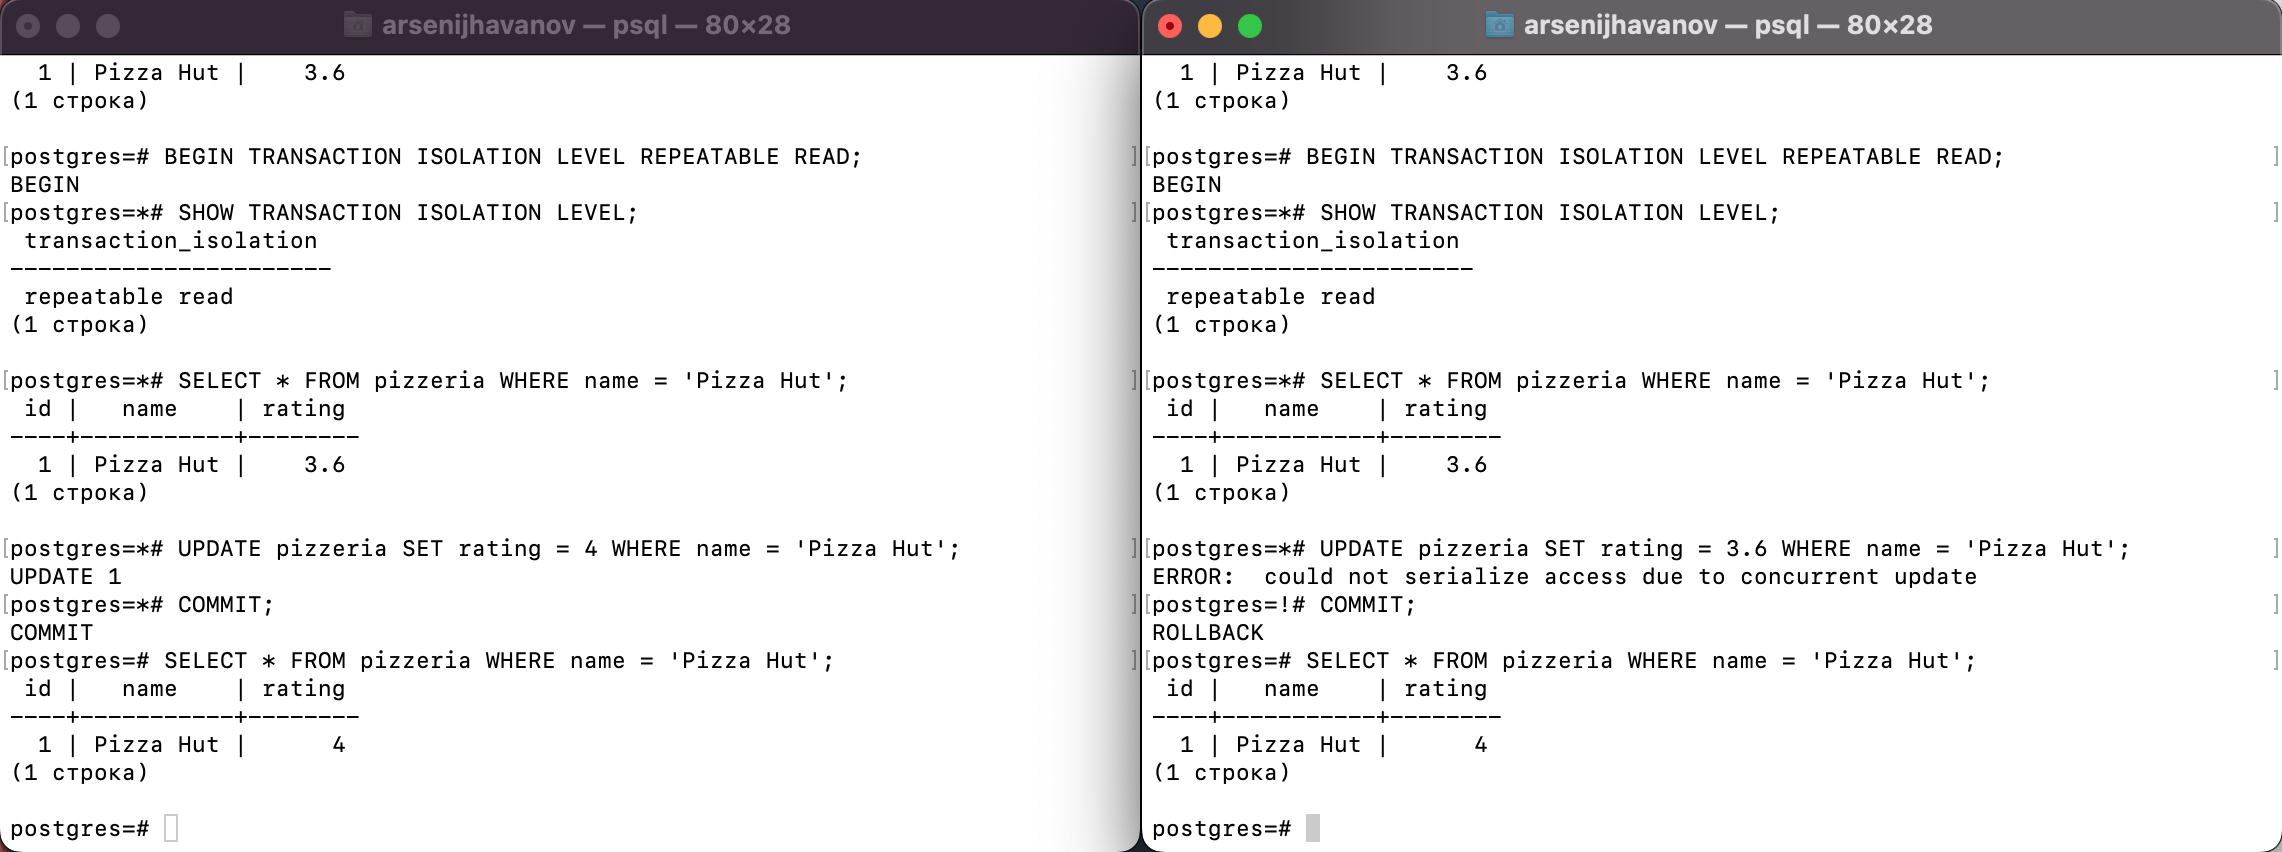 arsenijhavanov — psql — 80×28
  1 | Pizza Hut |    3.6
(1 строка)
postgres=# BEGIN TRANSACTION ISOLATION LEVEL REPEATABLE READ;
BEGIN
postgres=*# SHOW TRANSACTION ISOLATION LEVEL;
 transaction_isolation
-----------------------
 repeatable read
(1 строка)
postgres=*# SELECT * FROM pizzeria WHERE name = 'Pizza Hut';
 id |   name    | rating
----+-----------+--------
  1 | Pizza Hut |    3.6
(1 строка)
postgres=*# UPDATE pizzeria SET rating = 4 WHERE name = 'Pizza Hut';
UPDATE 1
postgres=*# COMMIT;
COMMIT
postgres=# SELECT * FROM pizzeria WHERE name = 'Pizza Hut';
 id |   name    | rating
----+-----------+--------
  1 | Pizza Hut |      4
(1 строка)
postgres=#
arsenijhavanov — psql — 80×28
  1 | Pizza Hut |    3.6
(1 строка)
postgres=# BEGIN TRANSACTION ISOLATION LEVEL REPEATABLE READ;
BEGIN
postgres=*# SHOW TRANSACTION ISOLATION LEVEL;
 transaction_isolation
-----------------------
 repeatable read
(1 строка)
postgres=*# SELECT * FROM pizzeria WHERE name = 'Pizza Hut';
 id |   name    | rating
----+-----------+--------
  1 | Pizza Hut |    3.6
(1 строка)
postgres=*# UPDATE pizzeria SET rating = 3.6 WHERE name = 'Pizza Hut';
ERROR:  could not serialize access due to concurrent update
postgres=!# COMMIT;
ROLLBACK
postgres=# SELECT * FROM pizzeria WHERE name = 'Pizza Hut';
 id |   name    | rating
----+-----------+--------
  1 | Pizza Hut |      4
(1 строка)
postgres=#